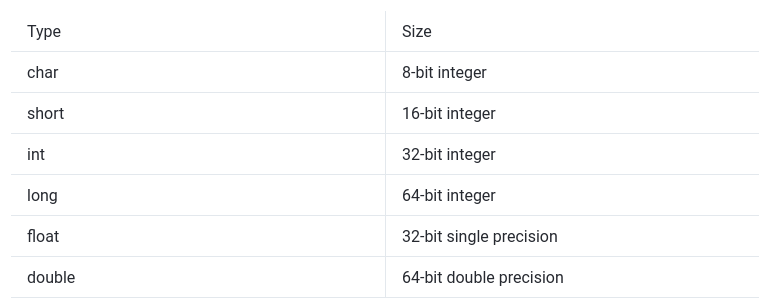 Type Size
char 8-bit integer
short 16-bit integer
int 32-bit integer
long 64-bit integer
float 32-bit single precision
double 64-bit double precision